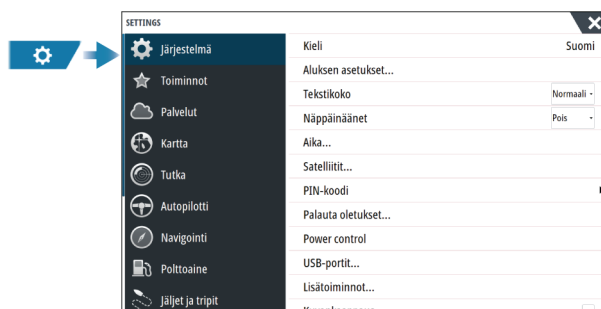 SETTINGS
Järjestelmä
Toiminnot
Palvelut
Kartta
Tutka
Autopilotti
Navigointi
Polttoaine
Jäljet ja tripit
Kieli Suomi
Aluksen asetukset...
Tekstikoko Normaali
Näppäinäänet Pois
Aika...
Satelliitit...
PIN-koodi
Palauta oletukset...
Power control
USB-portit...
Lisätoiminnot...